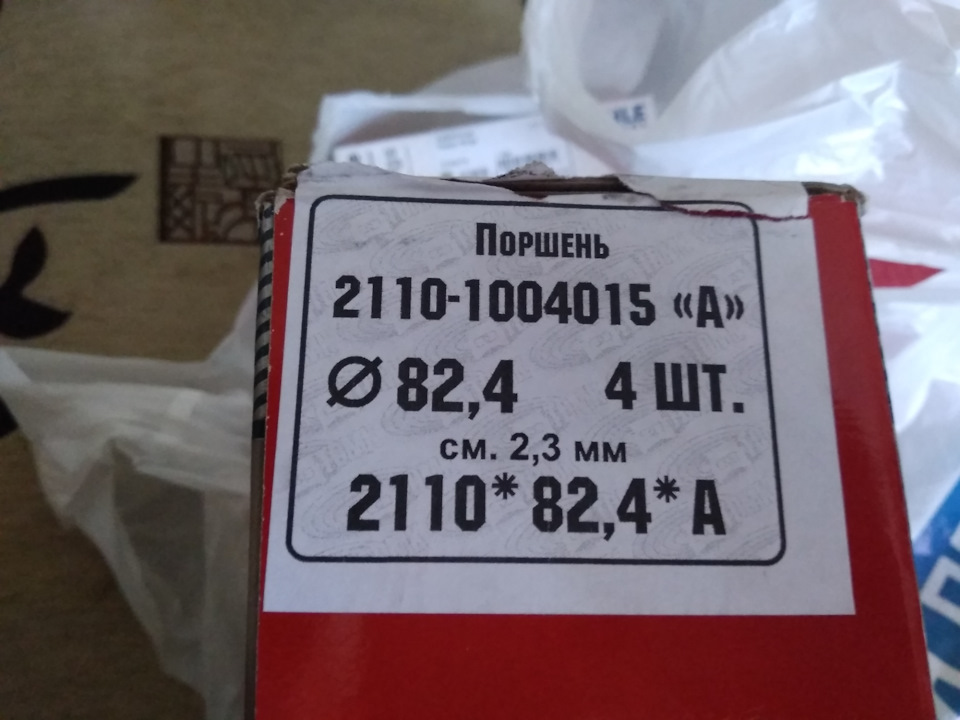 Поршень
2110-1004015 «А»
Ø 82,4 4 шт.
см. 2,3 мм
2110* 82,4* А